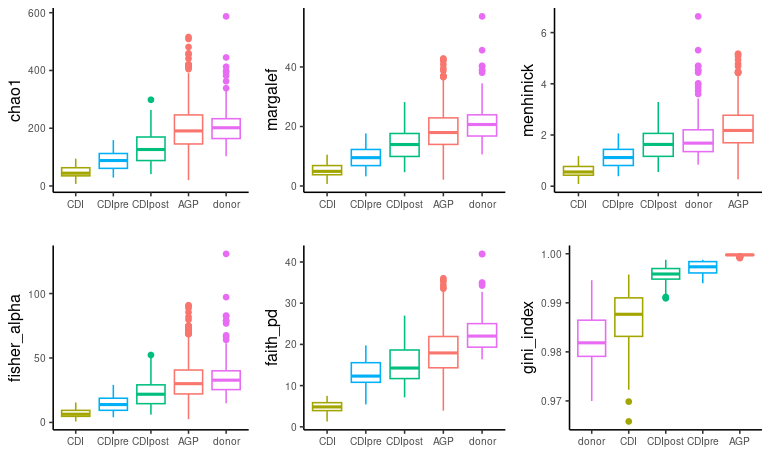 chao1
600
400
200
0
CDI CDIpre CDIpost AGP donor
margalef
40
20
0
CDI CDIpre CDIpost AGP donor
menhinick
6
4
2
0
CDI CDIpre CDIpost donor AGP
fisher_alpha
100
50
0
CDI CDIpre CDIpost AGP donor
faith_pd
40
30
20
10
0
CDI CDIpre CDIpost AGP donor
gini_index
1.00
0.99
0.98
0.97
donor CDI CDIpost CDIpre AGP